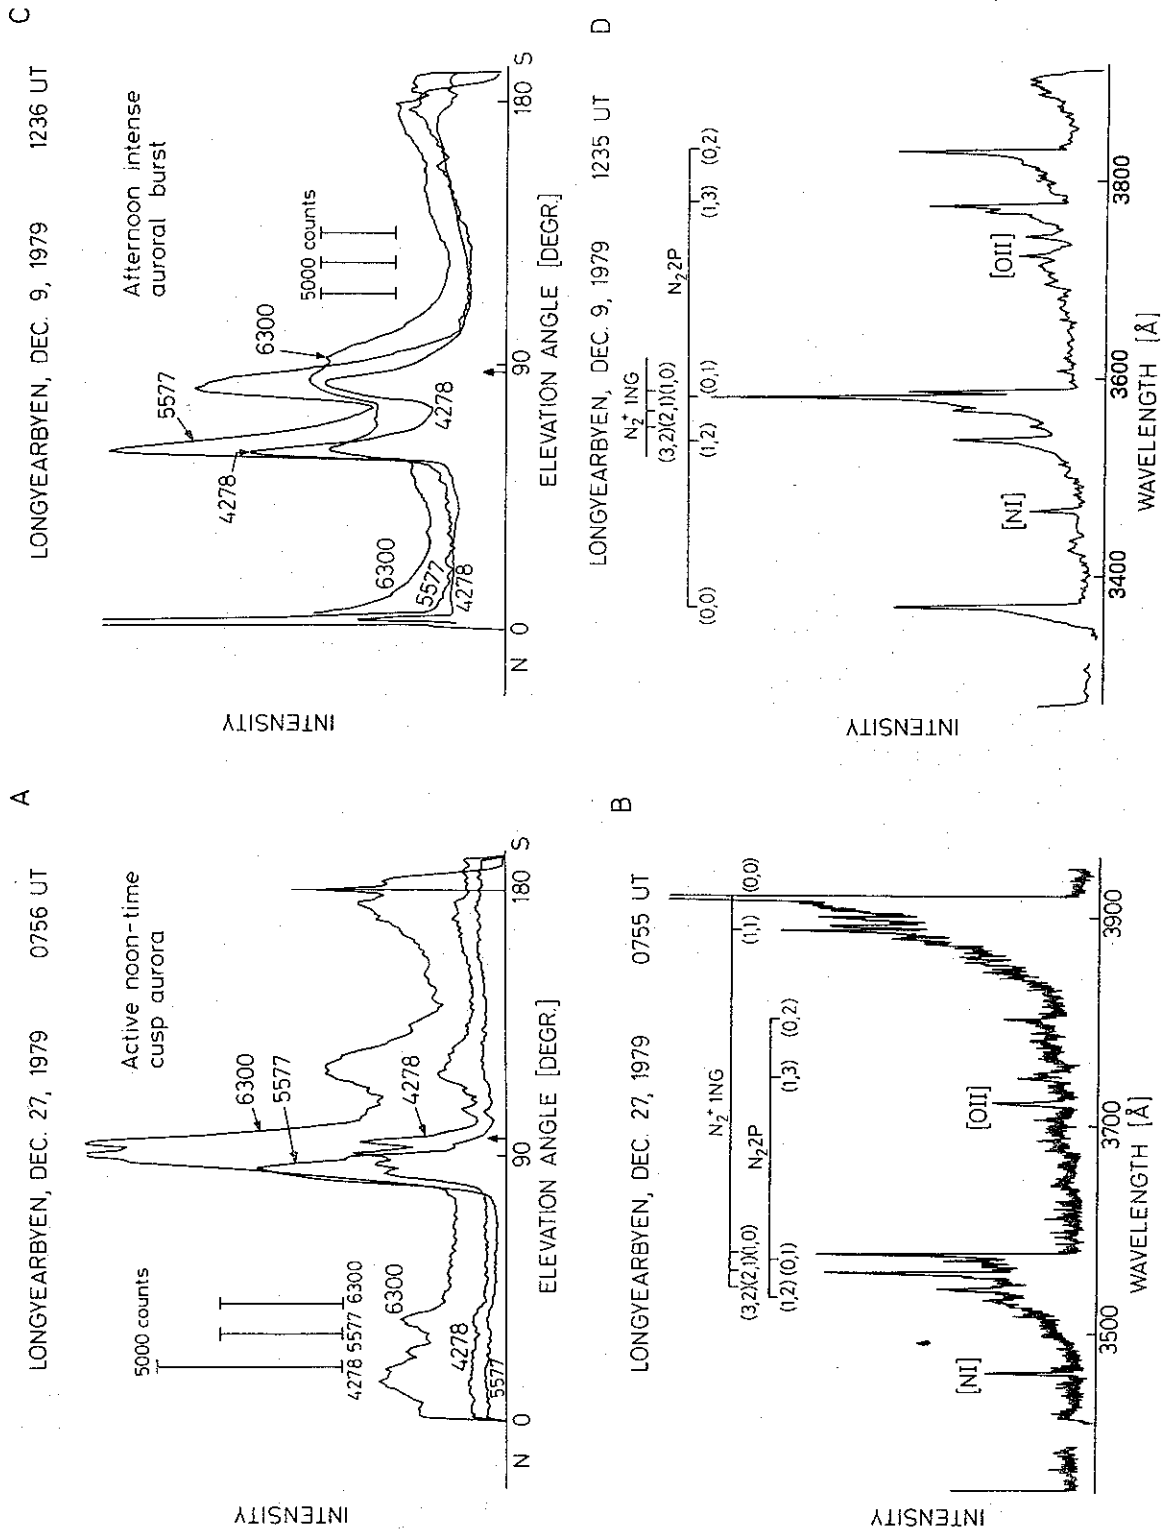 LONGYEARBYEN, DEC. 27, 1979 0756 UT A
Active noon-time
cusp aurora
5000 counts
4278 5577 6300
6300
5577
4278
6300
4278
5577
INTENSITY
N 0 90 180 S
ELEVATION ANGLE [DEGR.]
LONGYEARBYEN, DEC. 9, 1979 1236 UT C
Afternoon intense
auroral burst
5577
4278
6300
5000 counts
6300
5577
4278
4278
INTENSITY
N 0 90 180 S
ELEVATION ANGLE [DEGR.]
LONGYEARBYEN, DEC. 27, 1979 0755 UT B
N₂⁺ 1NG
(3,2)(2,1)(1,0) (1,1) (0,0)
N₂2P
(1,2) (0,1) (1,3) (0,2)
[NI]
[OII]
INTENSITY
3500 3700 3900
WAVELENGTH [Å]
LONGYEARBYEN, DEC. 9, 1979 1235 UT D
N₂⁺ 1NG
(3,2)(2,1)(1,0)
N₂2P
(0,0) (1,2) (0,1) (1,3) (0,2)
[NI]
[OII]
INTENSITY
3400 3600 3800
WAVELENGTH [Å]